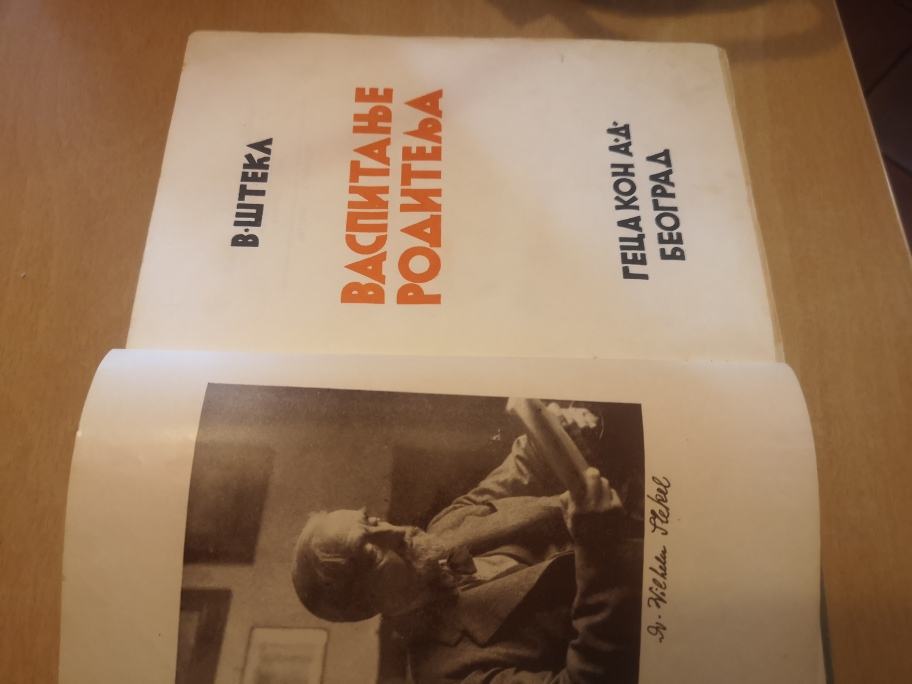 В·ШТЕКЛ
ВАСПИТАЊЕ
РОДИТЕЉА
ГЕЦА КОН А·Д·
БЕОГРАД
Dr. Wilhelm Stekel